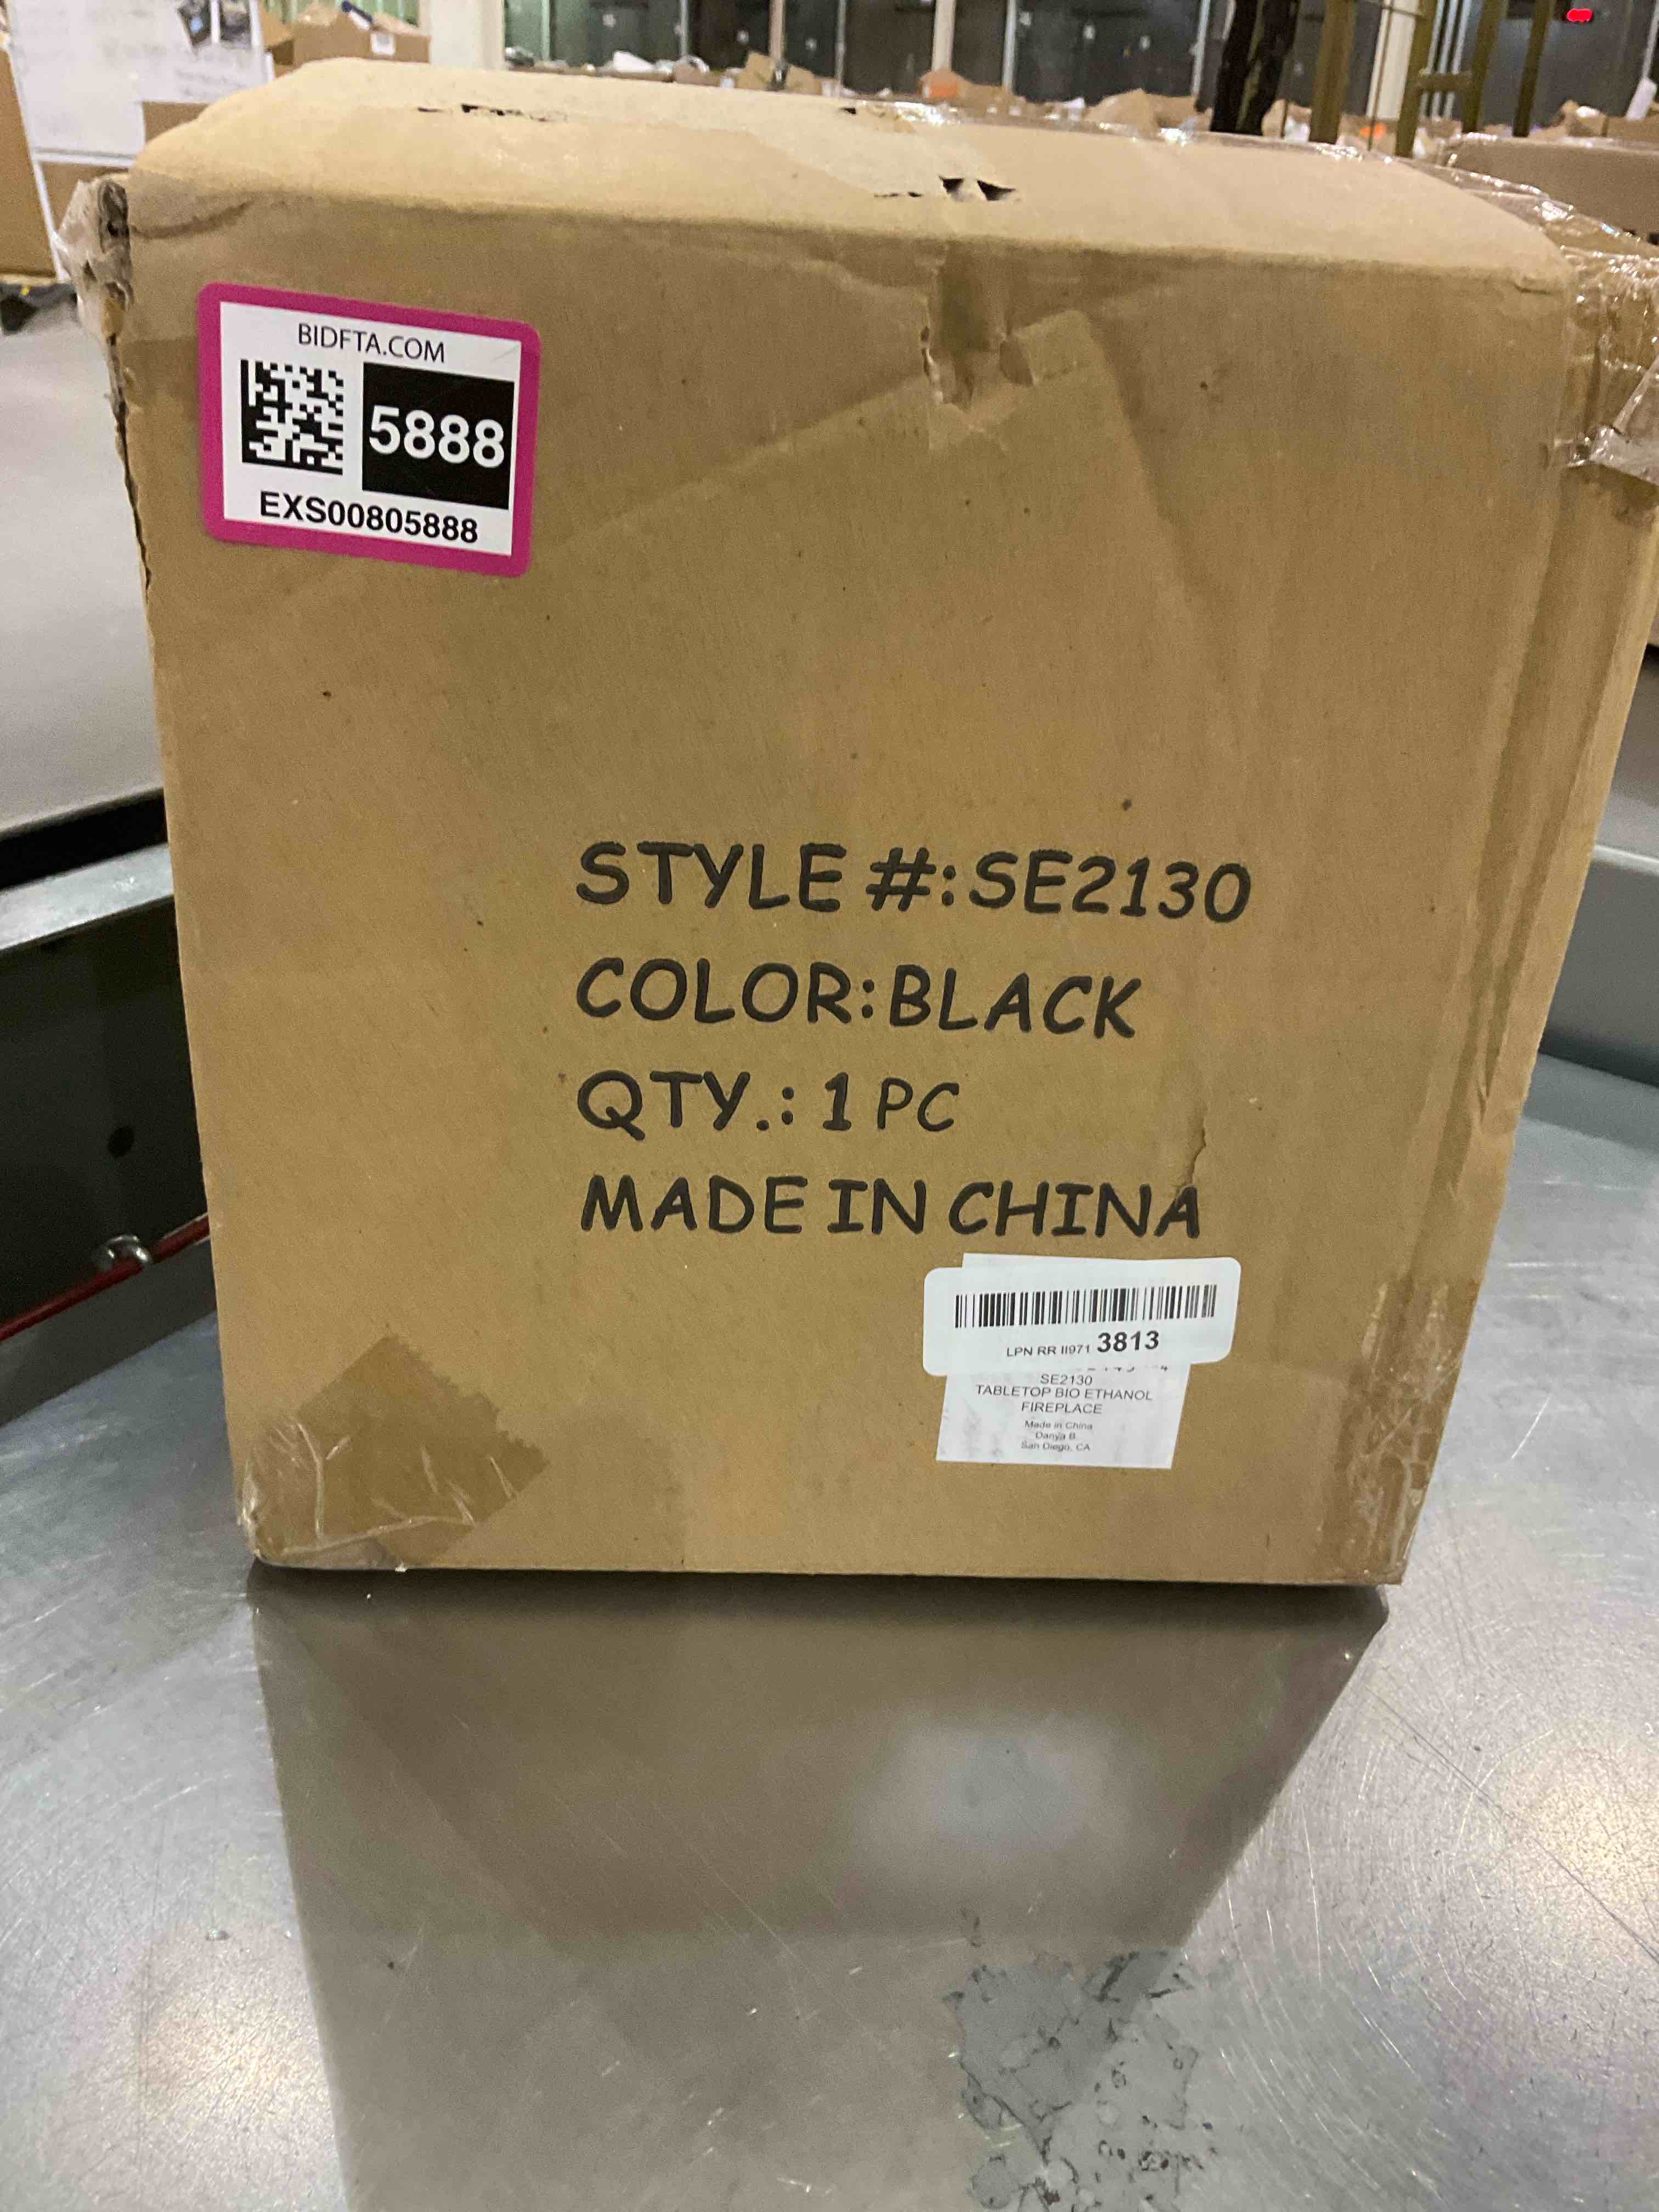 BIDFTA.COM
5888
EXS00805888
STYLE #:SE2130
COLOR:BLACK
QTY.: 1 PC
MADE IN CHINA
LPN RR II971 3813
SE2130
TABLETOP BIO ETHANOL
FIREPLACE
Made in China
Danya B.
San Diego, CA